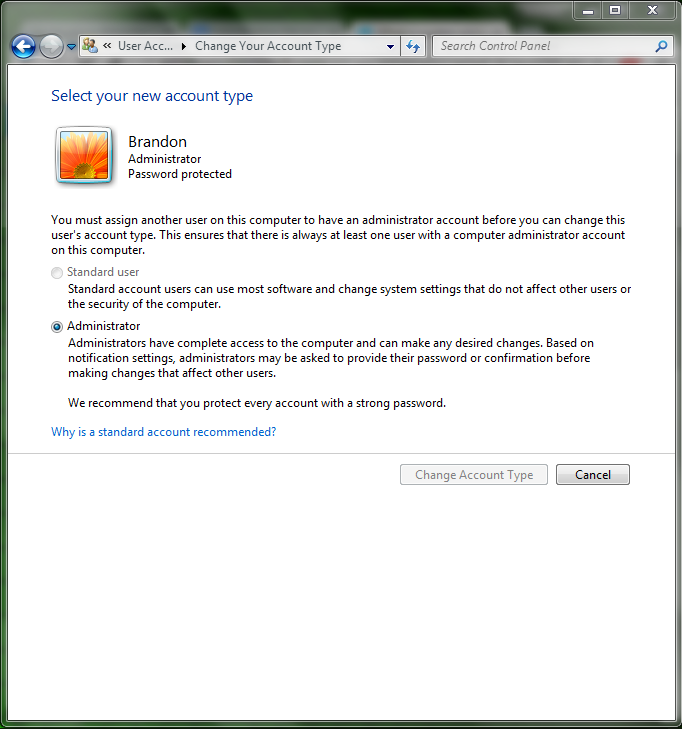 « User Acc... ▸ Change Your Account Type
Search Control Panel
Select your new account type
Brandon
Administrator
Password protected
You must assign another user on this computer to have an administrator account before you can change this
user's account type. This ensures that there is always at least one user with a computer administrator account
on this computer.
Standard user
Standard account users can use most software and change system settings that do not affect other users or
the security of the computer.
Administrator
Administrators have complete access to the computer and can make any desired changes. Based on
notification settings, administrators may be asked to provide their password or confirmation before
making changes that affect other users.
We recommend that you protect every account with a strong password.
Why is a standard account recommended?
Change Account Type
Cancel